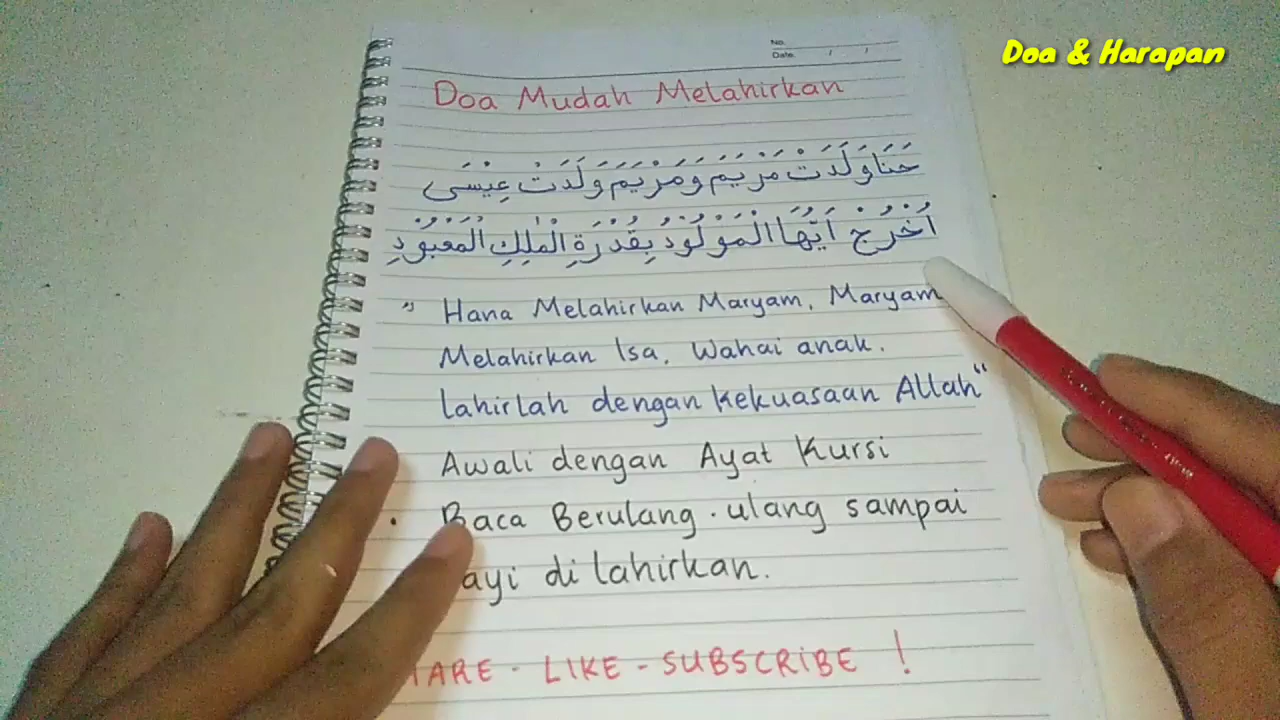 No.
Date. / /
Doa & Harapan
Doa Mudah Melahirkan
حَنَا وَلَدَتْ مَرْيَمَ وَمَرْيَمَ وَلَدَتْ عِيْسَى
اُخْرُجْ اَيُّهَا الْمَوْلُوْدُ بِقُدْرَةِ الْمَلِكِ الْمَعْبُوْدِ
" Hana Melahirkan Maryam, Maryam
Melahirkan Isa, Wahai anak.
lahirlah dengan kekuasaan Allah"
Awali dengan Ayat Kursi
. Baca Berulang-ulang sampai
ayi di lahirkan.
ARE - LIKE - SUBSCRIBE !